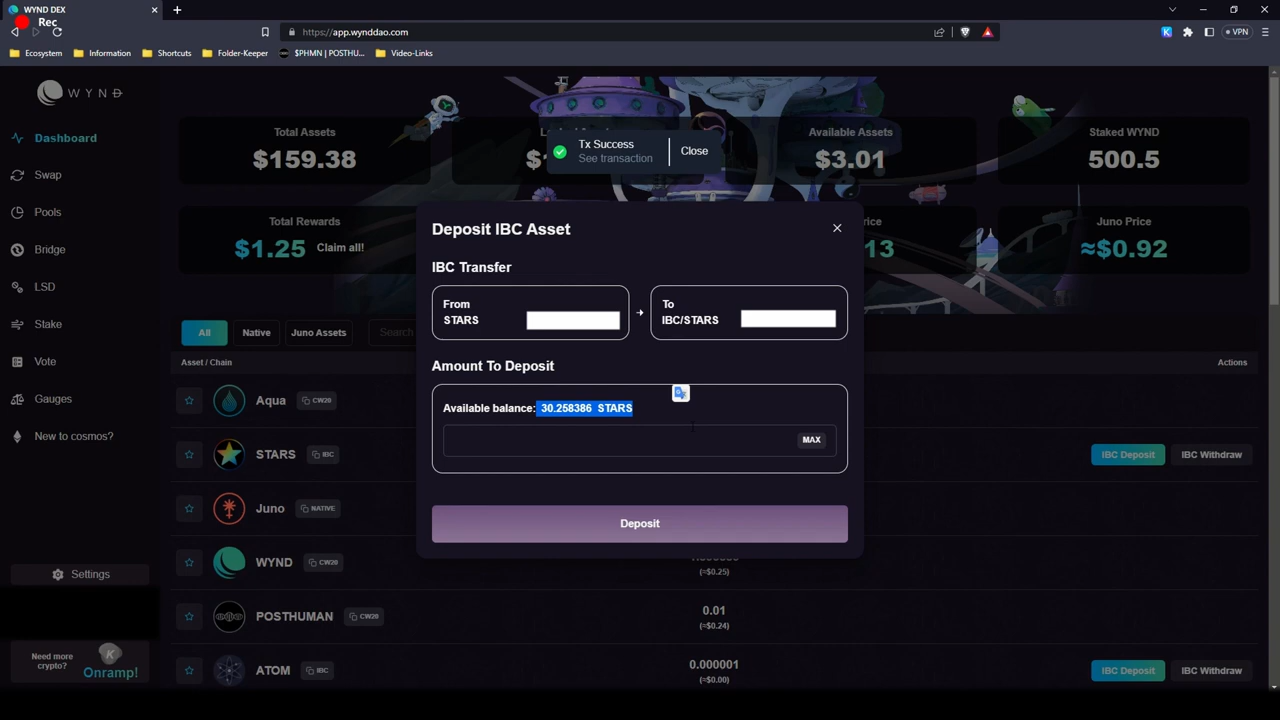 WYND DEX
Rec
https://app.wynddao.com
VPN
Ecosystem
Information
Shortcuts
Folder-Keeper
$PHMN | POSTHU...
Video-Links
WYND
Dashboard
Swap
Pools
Bridge
LSD
Stake
Vote
Gauges
New to cosmos?
Settings
Need more
crypto?
K
Onramp!
Total Assets
$159.38
Available Assets
$3.01
Staked WYND
500.5
Total Rewards
$1.25 Claim all!
Juno Price
≈$0.92
Tx Success
See transaction
Close
Deposit IBC Asset
IBC Transfer
From
STARS
To
IBC/STARS
Amount To Deposit
Available balance: 30.258386 STARS
MAX
Deposit
All
Native
Juno Assets
Search
Asset / Chain
Actions
Aqua CW20
STARS IBC
IBC Deposit
IBC Withdraw
Juno NATIVE
WYND CW20
(≈$0.25)
POSTHUMAN CW20
0.01
(≈$0.24)
ATOM IBC
0.000001
(≈$0.00)
IBC Deposit
IBC Withdraw